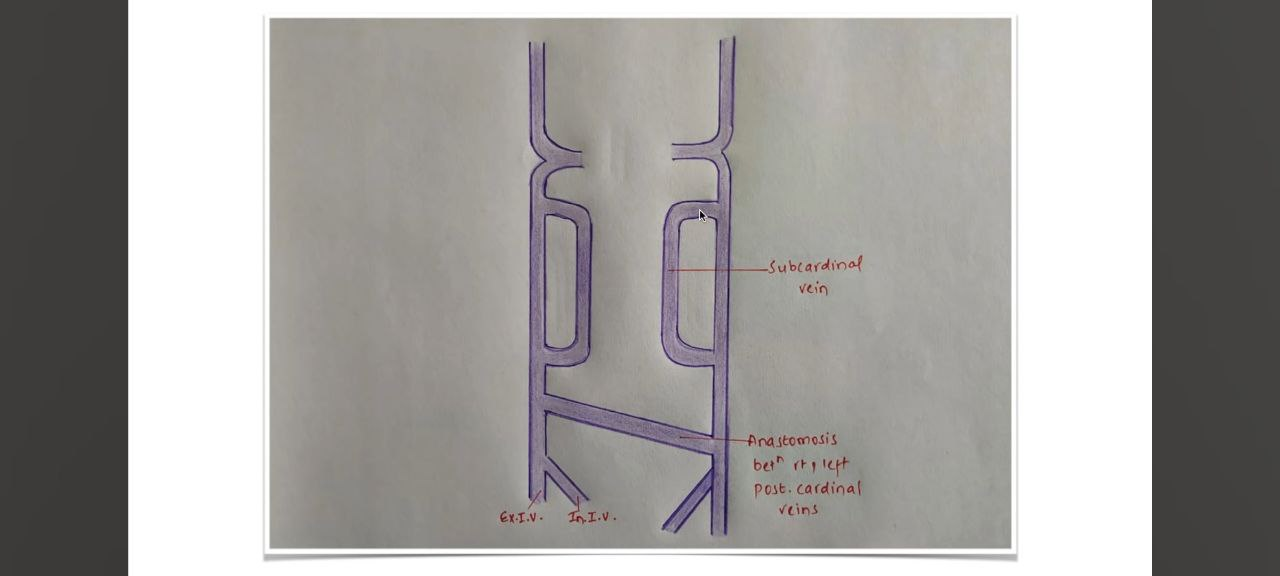 Subcardinal
vein
Anastomosis
betⁿ rt, left
post. cardinal
veins
Ex.I.V. In.I.V.